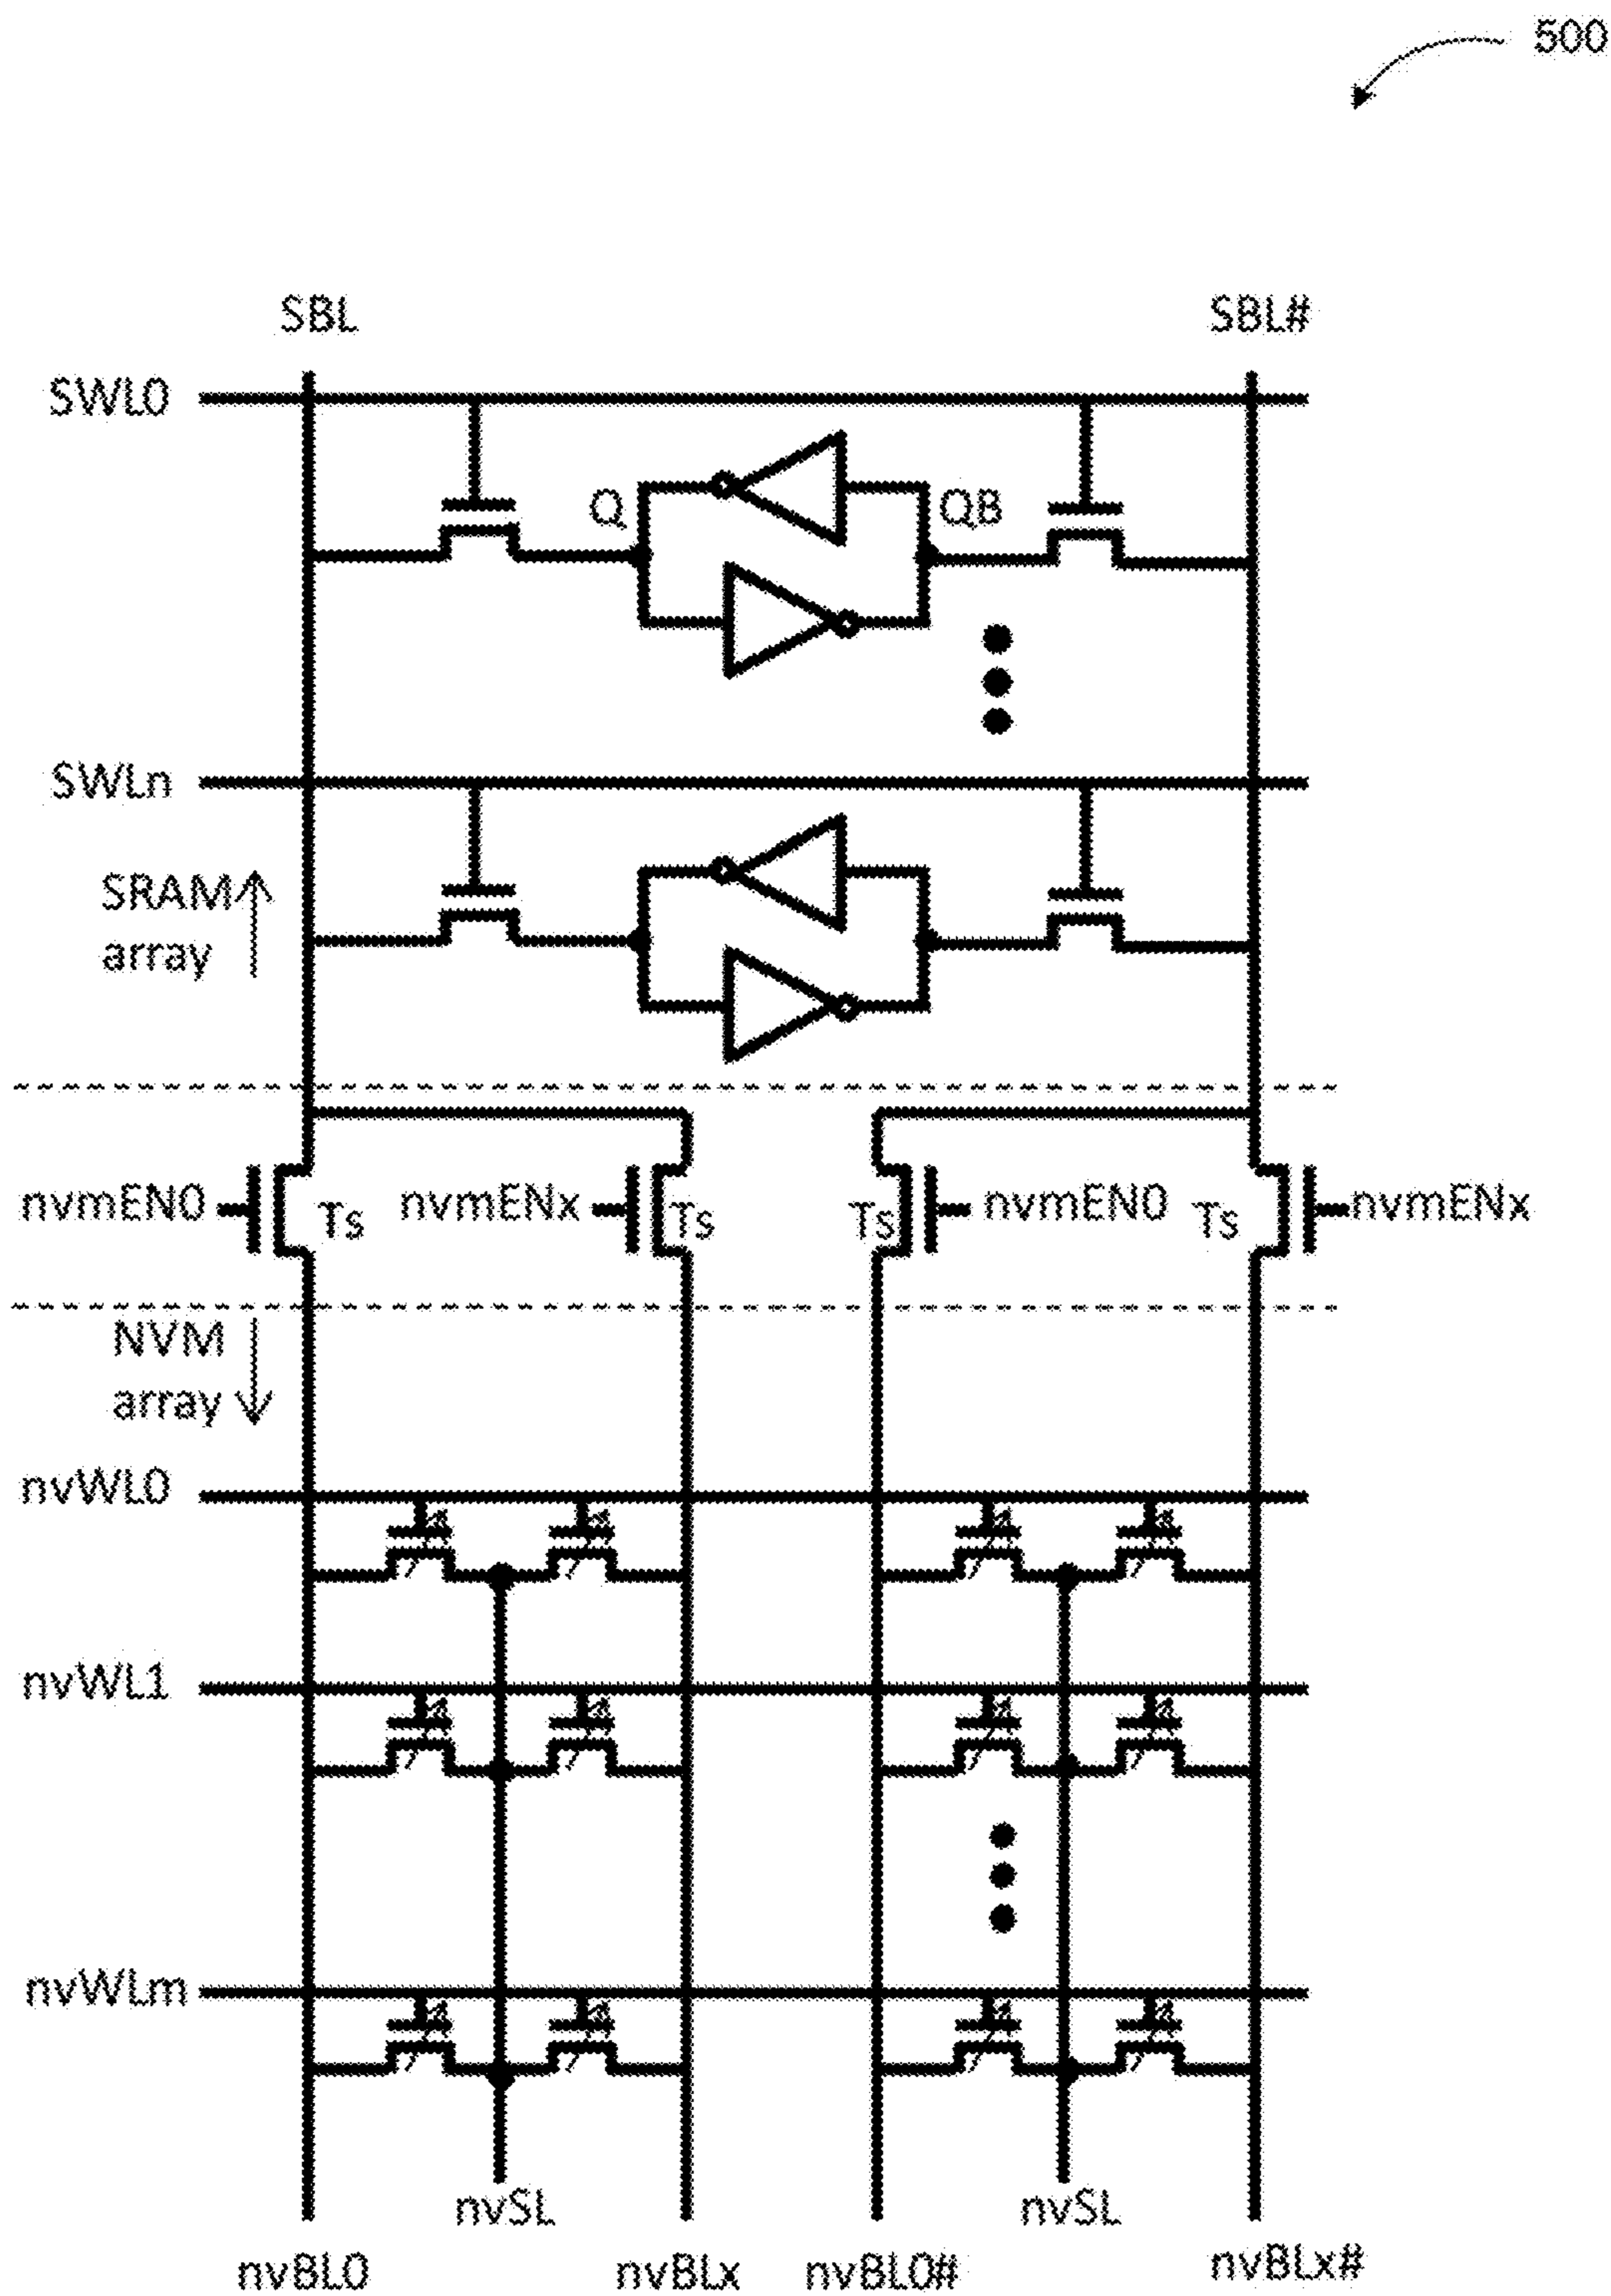 500
SBL SBL#
SWL0
Q QB
SWLn
SRAM
array
nvmEN0 Ts nvmENx Ts Ts nvmEN0 Ts nvmENx
NVM
array
nvWL0
nvWL1
nvWLm
nvSL nvSL
nvBL0 nvBLx nvBL0# nvBLx#